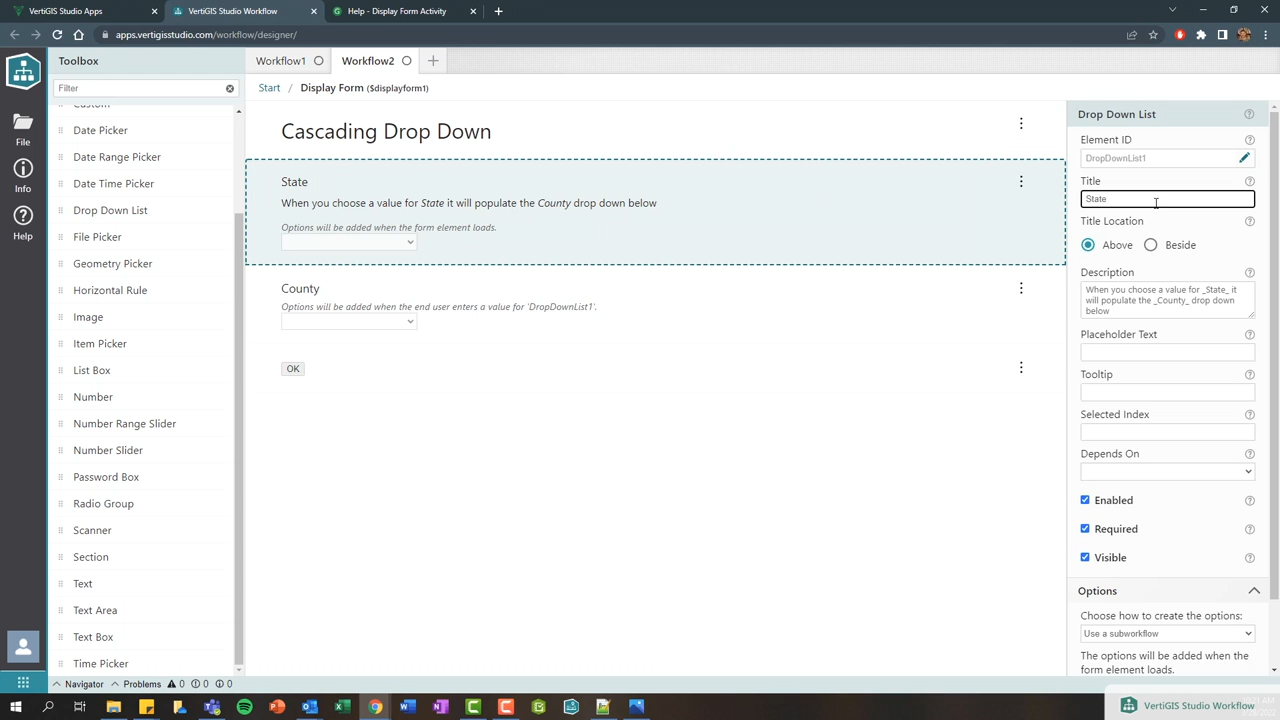 VertiGIS Studio Apps
VertiGIS Studio Workflow
Help - Display Form Activity
apps.vertigisstudio.com/workflow/designer/
Toolbox
Workflow1
Workflow2
Filter
Start / Display Form ($displayform1)
File
Info
Help
Custom
Date Picker
Date Range Picker
Date Time Picker
Drop Down List
File Picker
Geometry Picker
Horizontal Rule
Image
Item Picker
List Box
Number
Number Range Slider
Number Slider
Password Box
Radio Group
Scanner
Section
Text
Text Area
Text Box
Time Picker
Cascading Drop Down
State
When you choose a value for State it will populate the County drop down below
Options will be added when the form element loads.
County
Options will be added when the end user enters a value for 'DropDownList1'.
OK
Drop Down List
Element ID
DropDownList1
Title
State
Title Location
Above
Beside
Description
When you choose a value for _State_ it
will populate the _County_ drop down
below
Placeholder Text
Tooltip
Selected Index
Depends On
Enabled
Required
Visible
Options
Choose how to create the options:
Use a subworkflow
The options will be added when the
form element loads.
Navigator
Problems
0
0
0
VertiGIS Studio Workflow